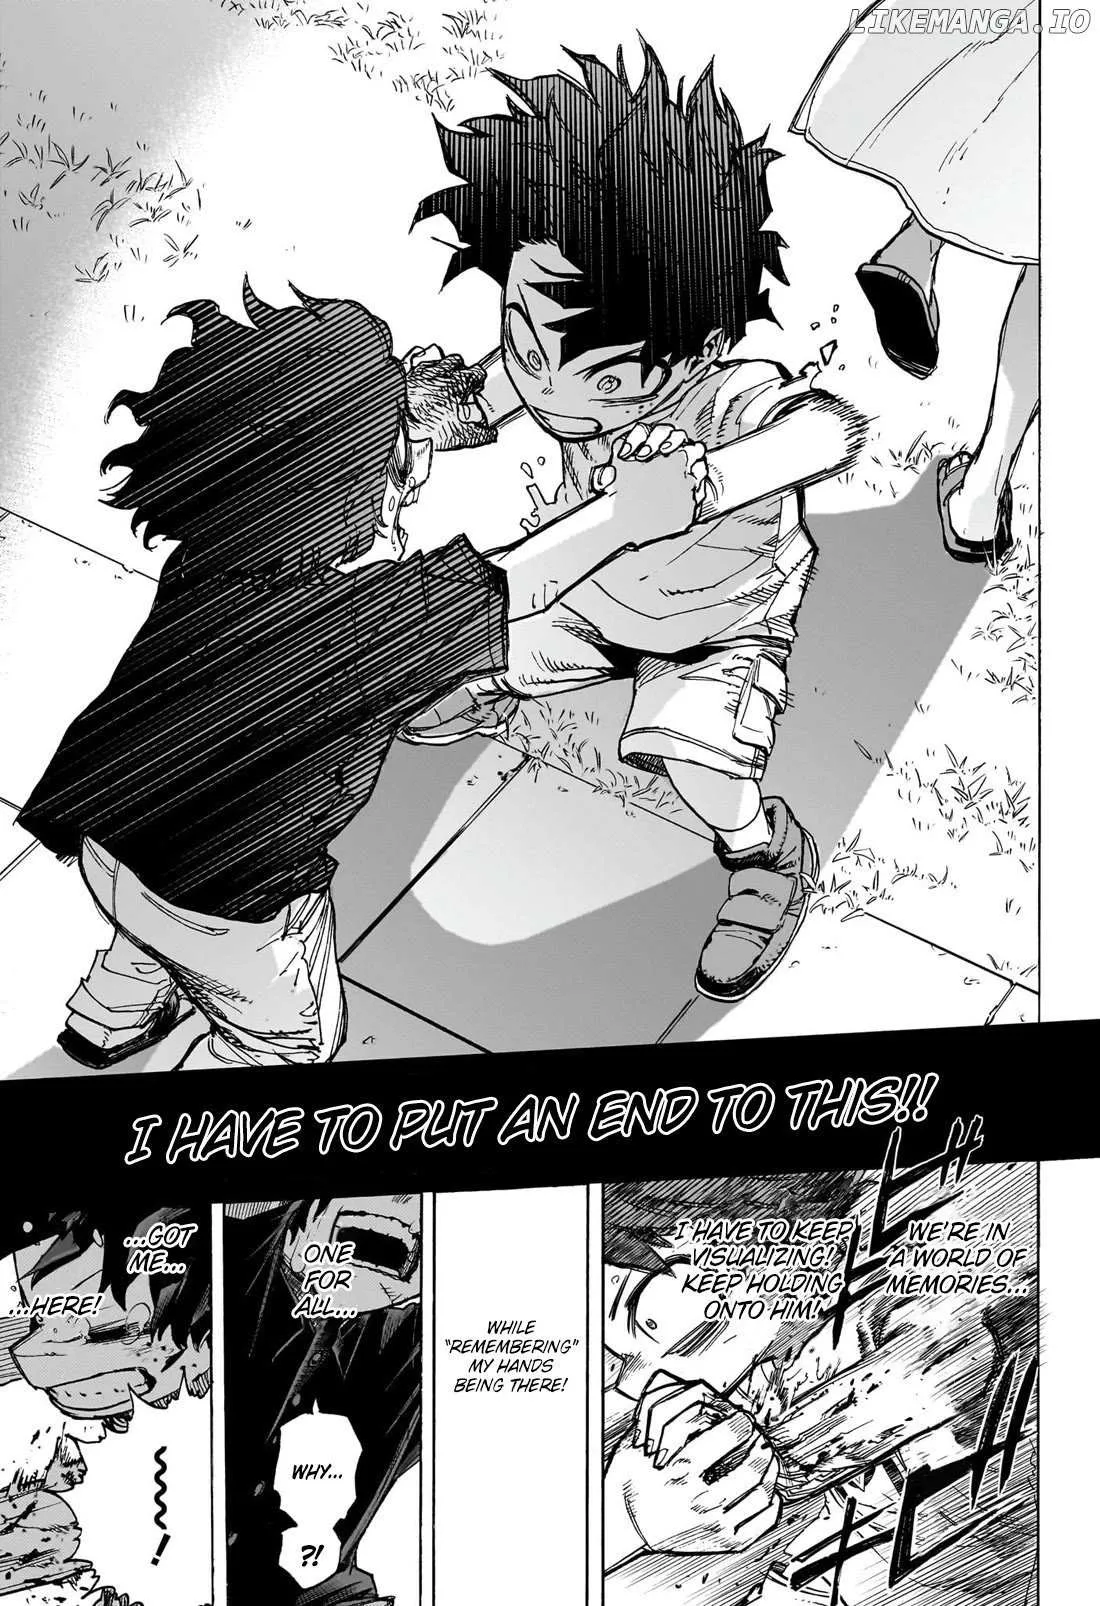 LIKEMANGA.IO
I HAVE TO PUT AN END TO THIS!!
WE'RE IN
A WORLD OF
MEMORIES...
I HAVE TO KEEP
VISUALIZING!
KEEP HOLDING
ONTO HIM!
WHILE
"REMEMBERING"
MY HANDS
BEING THERE!
ONE
FOR
ALL...
WHY...
?!
...GOT
ME...
...HERE!